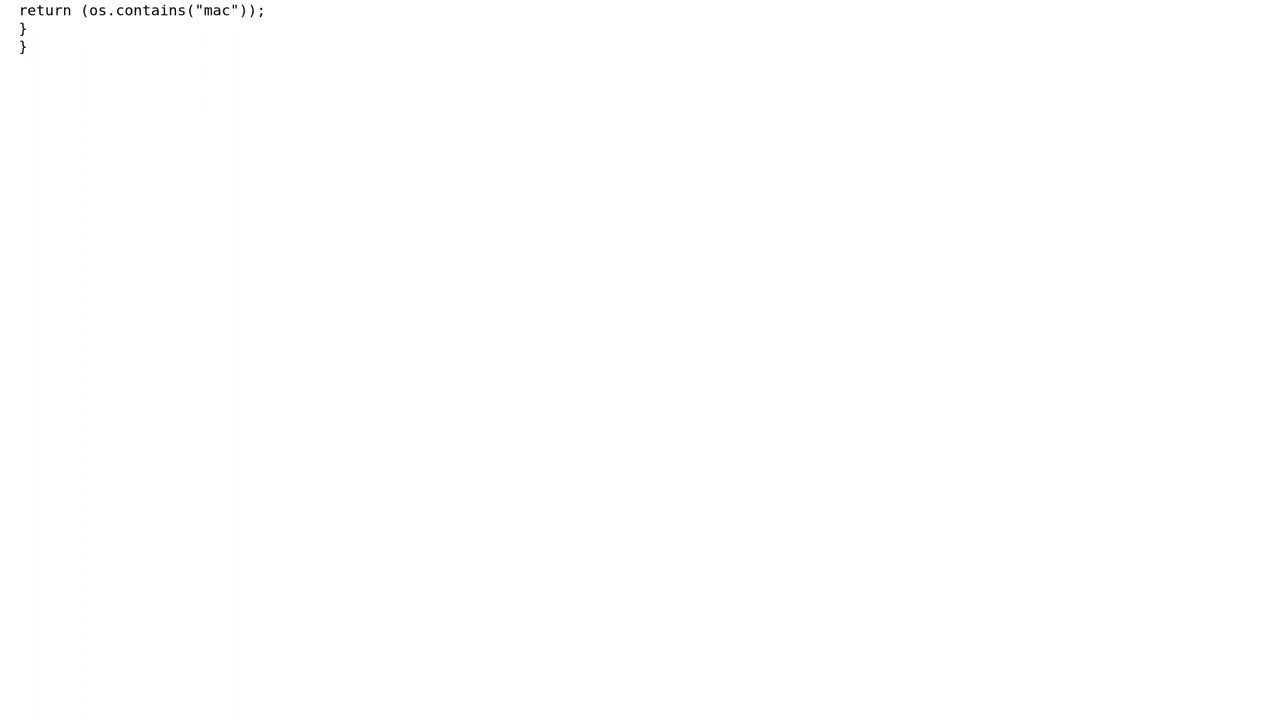 return (os.contains("mac"));
}
}